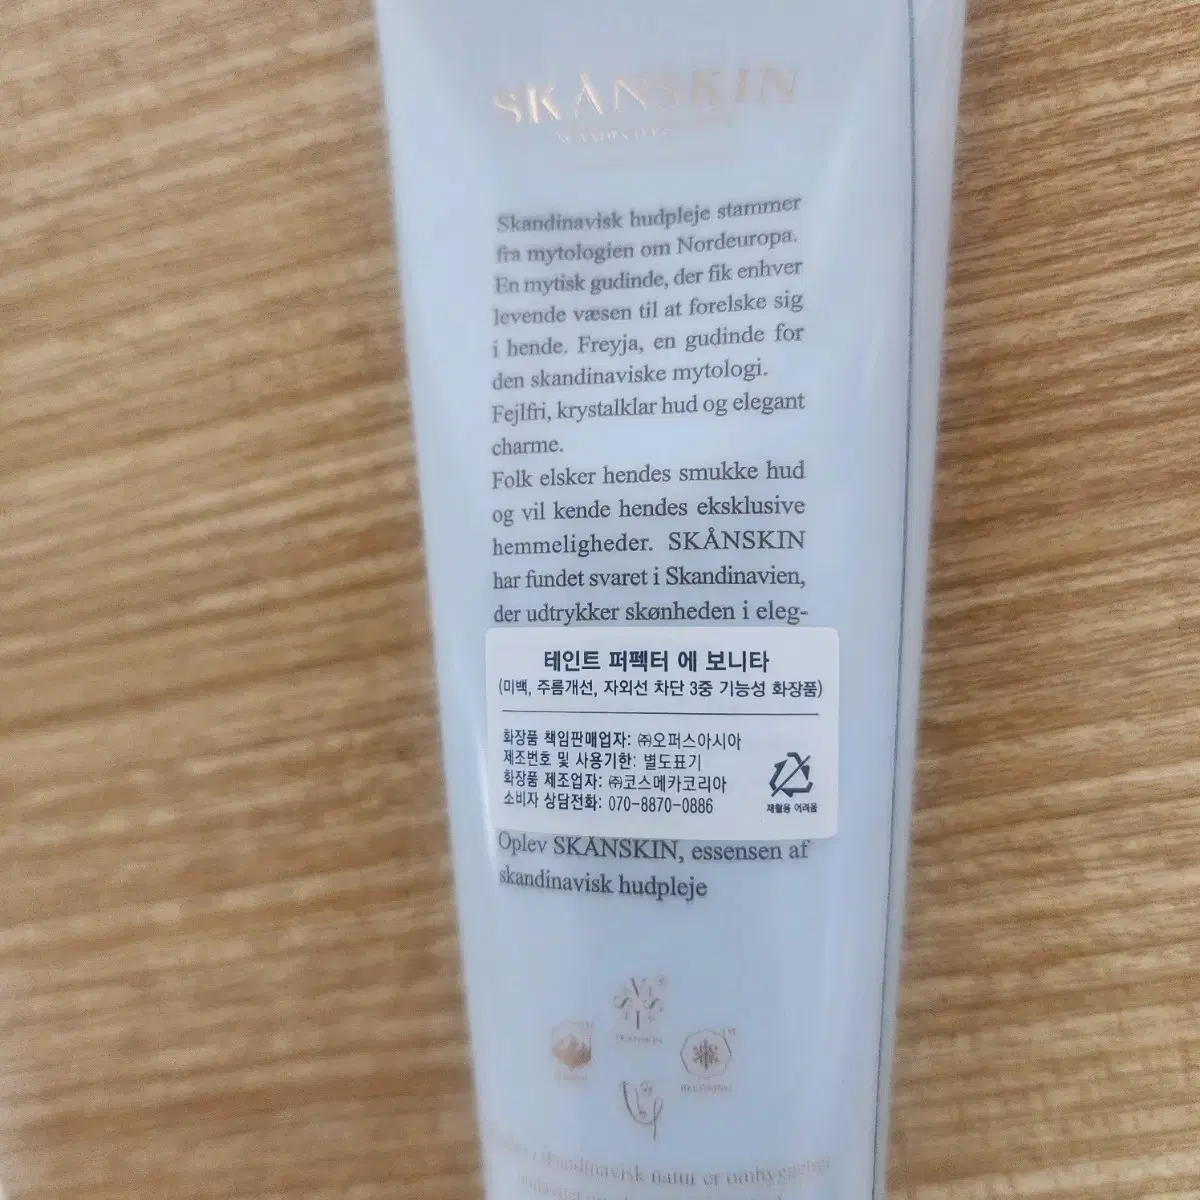 SKÅNSKIN
Skandinavisk hudpleje stammer
fra mytologien om Nordeuropa.
En mytisk gudinde, der fik enhver
levende væsen til at forelske sig
i hende. Freyja, en gudinde for
den skandinaviske mytologi.
Fejlfri, krystalklar hud og elegant
charme.
Folk elsker hendes smukke hud
og vil kende hendes eksklusive
hemmeligheder. SKÅNSKIN
har fundet svaret i Skandinavien,
der udtrykker skønheden i eleg-
테인트 퍼펙터 에 보니타
(미백, 주름개선, 자외선 차단 3중 기능성 화장품)
화장품 책임판매업자: ㈜오퍼스아시아
제조번호 및 사용기한: 별도표기
화장품 제조업자: ㈜코스메카코리아
소비자 상담전화: 070-8870-0886
재활용 어려움
Oplev SKÅNSKIN, essensen af
skandinavisk hudpleje
SKANSKIN
i skandinavisk natur er omhyggeligt